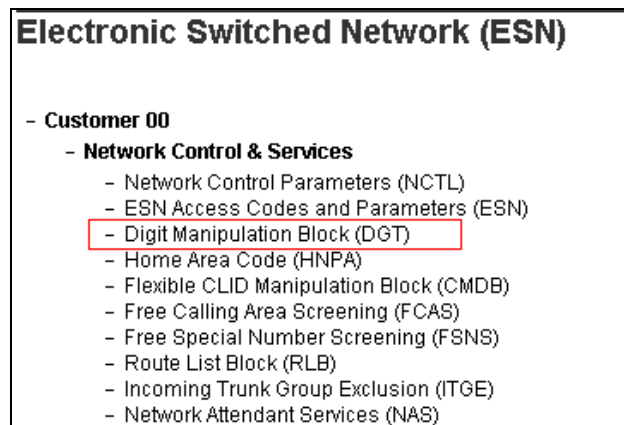 Electronic Switched Network (ESN)
- Customer 00
- Network Control & Services
- Network Control Parameters (NCTL)
- ESN Access Codes and Parameters (ESN)
- Digit Manipulation Block (DGT)
- Home Area Code (HNPA)
- Flexible CLID Manipulation Block (CMDB)
- Free Calling Area Screening (FCAS)
- Free Special Number Screening (FSNS)
- Route List Block (RLB)
- Incoming Trunk Group Exclusion (ITGE)
- Network Attendant Services (NAS)